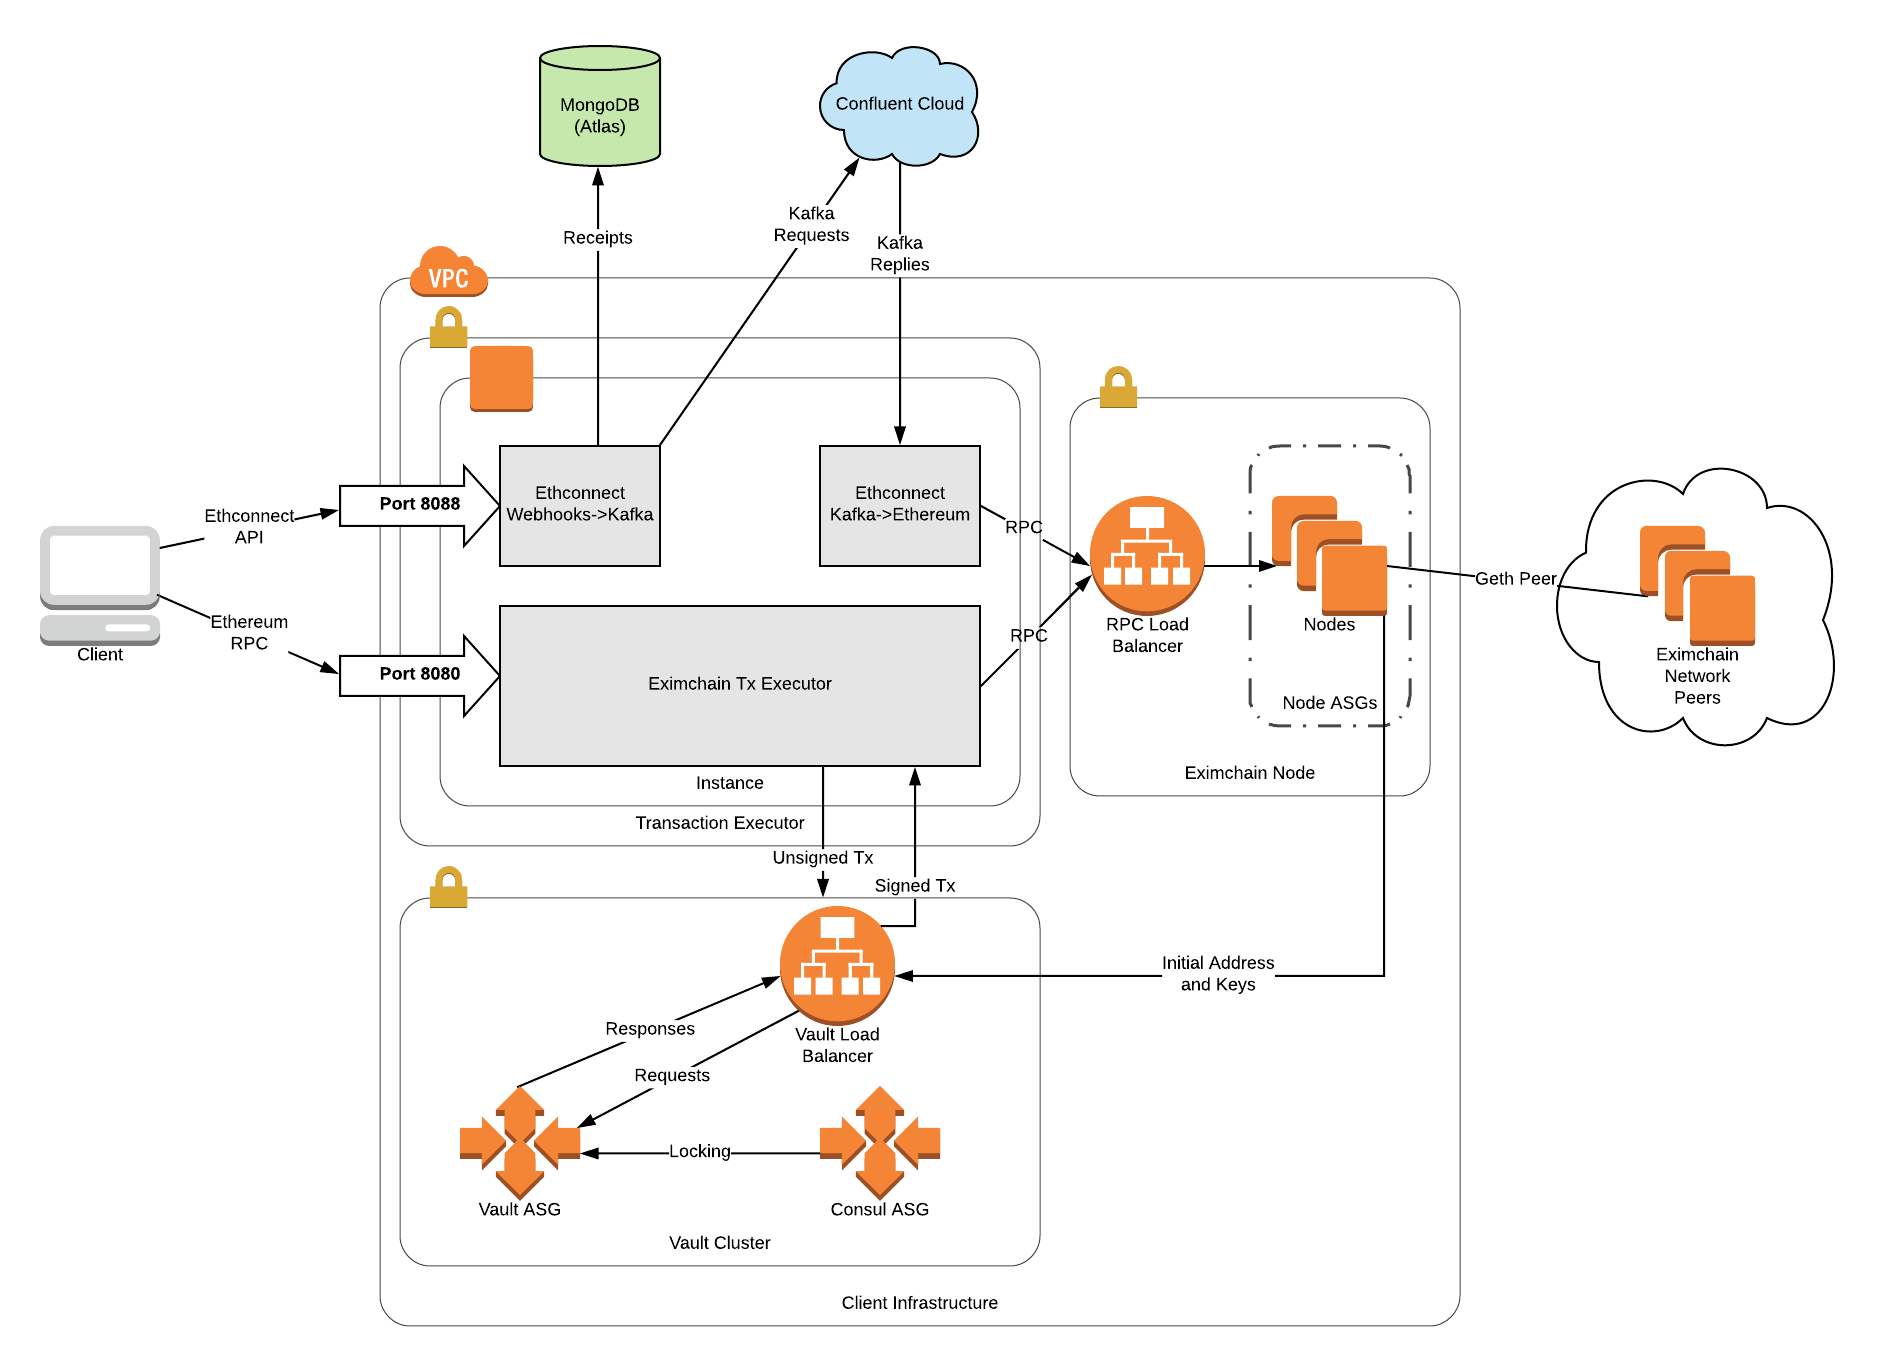 MongoDB
(Atlas)
Confluent Cloud
Kafka
Requests
Receipts
Kafka
Replies
VPC
Ethconnect
API
Port 8088
Ethconnect
Webhooks->Kafka
Ethconnect
Kafka->Ethereum
RPC
Ethereum
RPC
Client
Port 8080
Eximchain Tx Executor
RPC
RPC Load
Balancer
Nodes
Node ASGs
Geth Peer
Eximchain
Network
Peers
Instance
Transaction Executor
Eximchain Node
Unsigned Tx
Signed Tx
Initial Address
and Keys
Responses
Vault Load
Balancer
Requests
Locking
Vault ASG
Consul ASG
Vault Cluster
Client Infrastructure